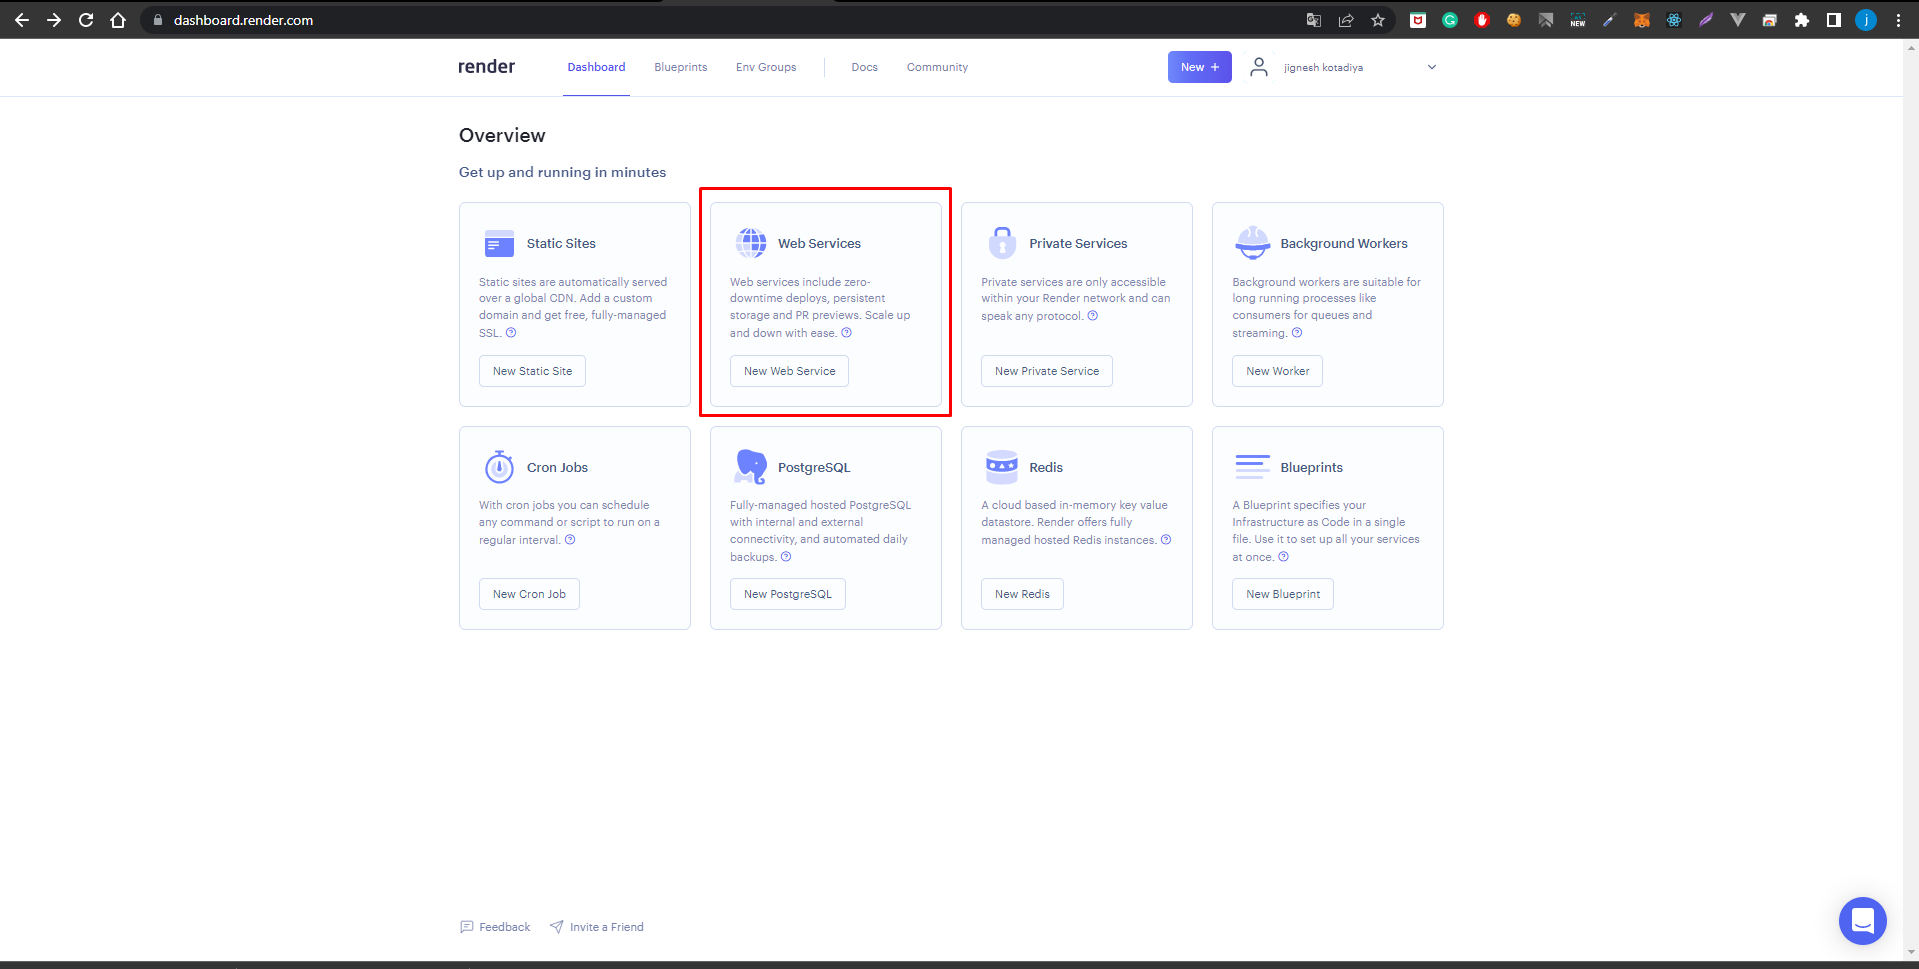 dashboard.render.com
NEW
j
render
Dashboard
Blueprints
Env Groups
Docs
Community
New +
jignesh kotadiya
Overview
Get up and running in minutes
Static Sites
Static sites are automatically served
over a global CDN. Add a custom
domain and get free, fully-managed
SSL.
New Static Site
Web Services
Web services include zero-
downtime deploys, persistent
storage and PR previews. Scale up
and down with ease.
New Web Service
Private Services
Private services are only accessible
within your Render network and can
speak any protocol.
New Private Service
Background Workers
Background workers are suitable for
long running processes like
consumers for queues and
streaming.
New Worker
Cron Jobs
With cron jobs you can schedule
any command or script to run on a
regular interval.
New Cron Job
PostgreSQL
Fully-managed hosted PostgreSQL
with internal and external
connectivity, and automated daily
backups.
New PostgreSQL
Redis
A cloud based in-memory key value
datastore. Render offers fully
managed hosted Redis instances.
New Redis
Blueprints
A Blueprint specifies your
Infrastructure as Code in a single
file. Use it to set up all your services
at once.
New Blueprint
Feedback
Invite a Friend